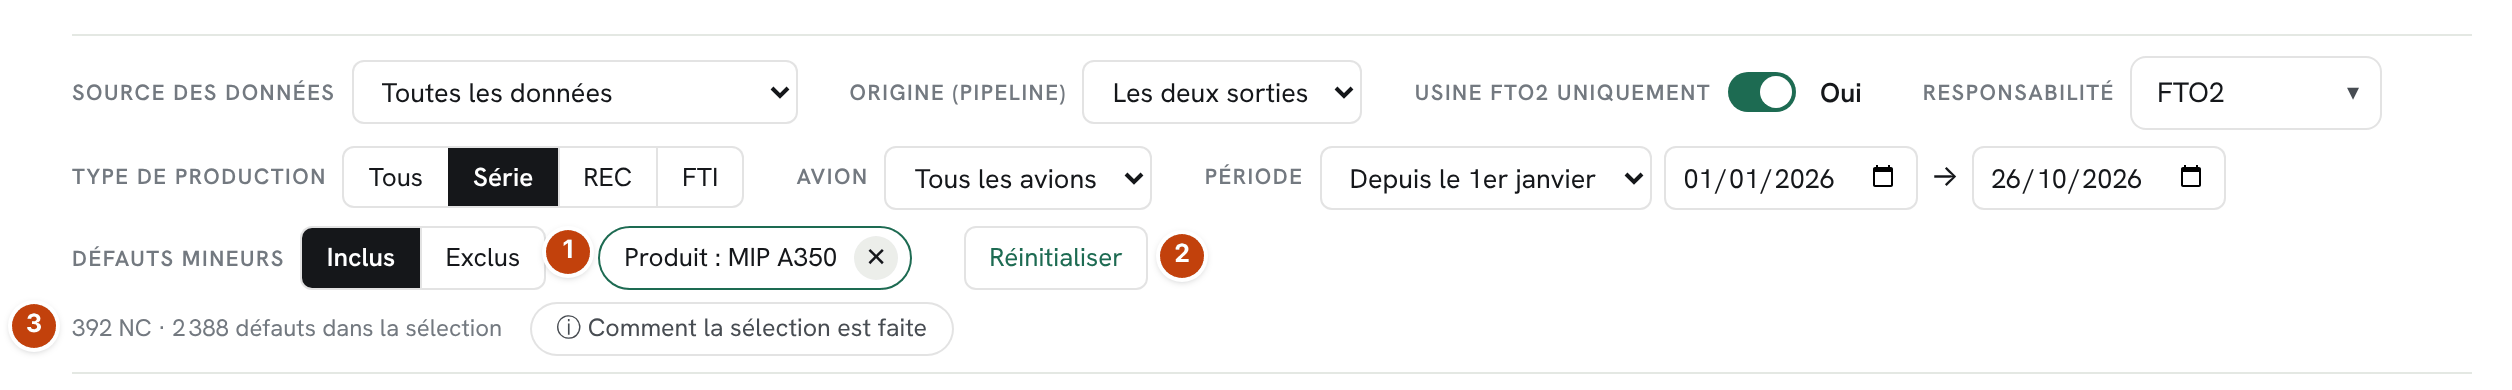 SOURCE DES DONNÉES Toutes les données ORIGINE (PIPELINE) Les deux sorties USINE FTO2 UNIQUEMENT Oui RESPONSABILITÉ FTO2
TYPE DE PRODUCTION Tous Série REC FTI AVION Tous les avions PÉRIODE Depuis le 1er janvier 01/01/2026 → 26/10/2026
DÉFAUTS MINEURS Inclus Exclus 1 Produit : MIP A350 ✕ Réinitialiser 2
3 392 NC · 2 388 défauts dans la sélection ⓘ Comment la sélection est faite